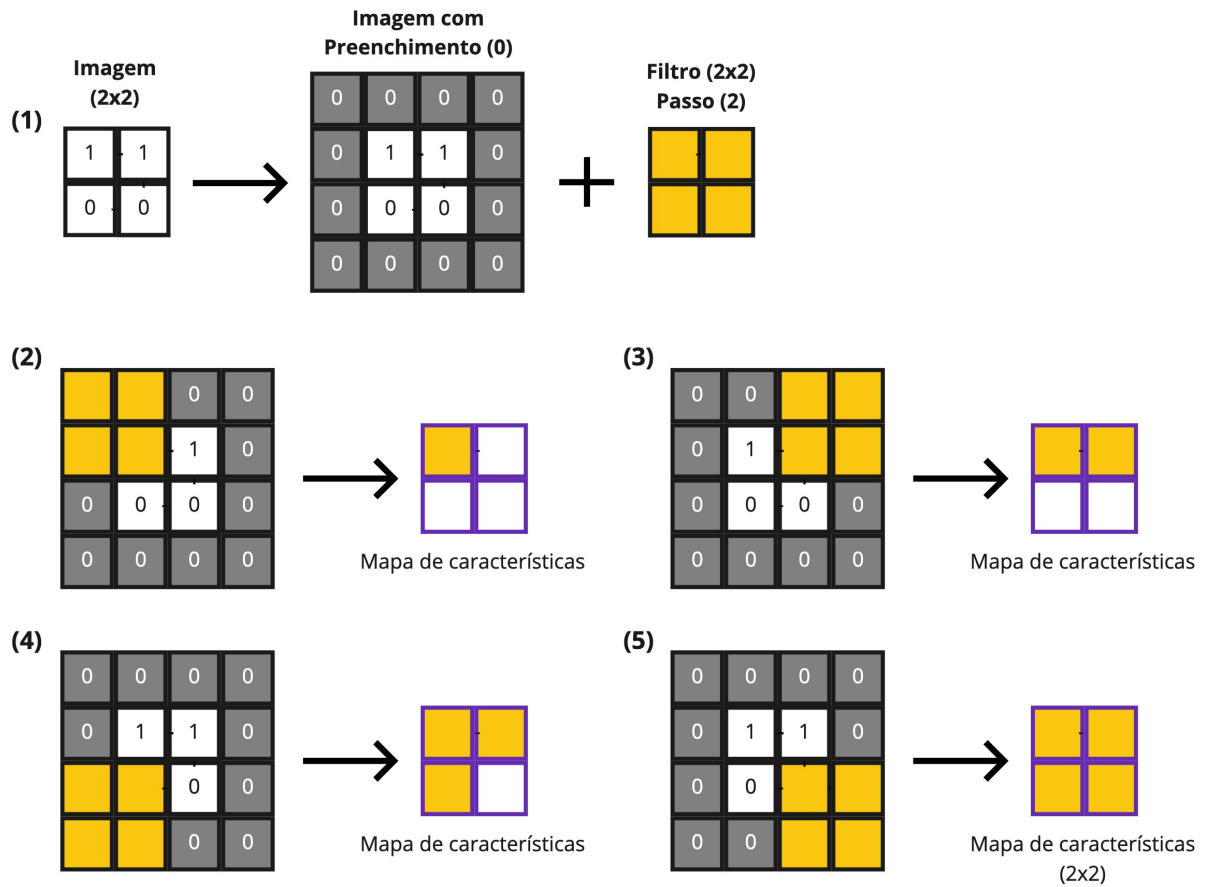 Imagem com
Preenchimento (0)
Imagem
(2x2)
Filtro (2x2)
Passo (2)
(1)
1 1
0 0
0 0 0 0
0 1 1 0
0 0 0 0
0 0 0 0
(2)
0 0
1 0
0 0 0 0
0 0 0 0
Mapa de característícas
(3)
0 0
0 1
0 0 0 0
0 0 0 0
Mapa de característícas
(4)
0 0 0 0
0 1 1 0
0 0
0 0
Mapa de característícas
(5)
0 0 0 0
0 1 1 0
0 0
0 0
Mapa de característícas
(2x2)